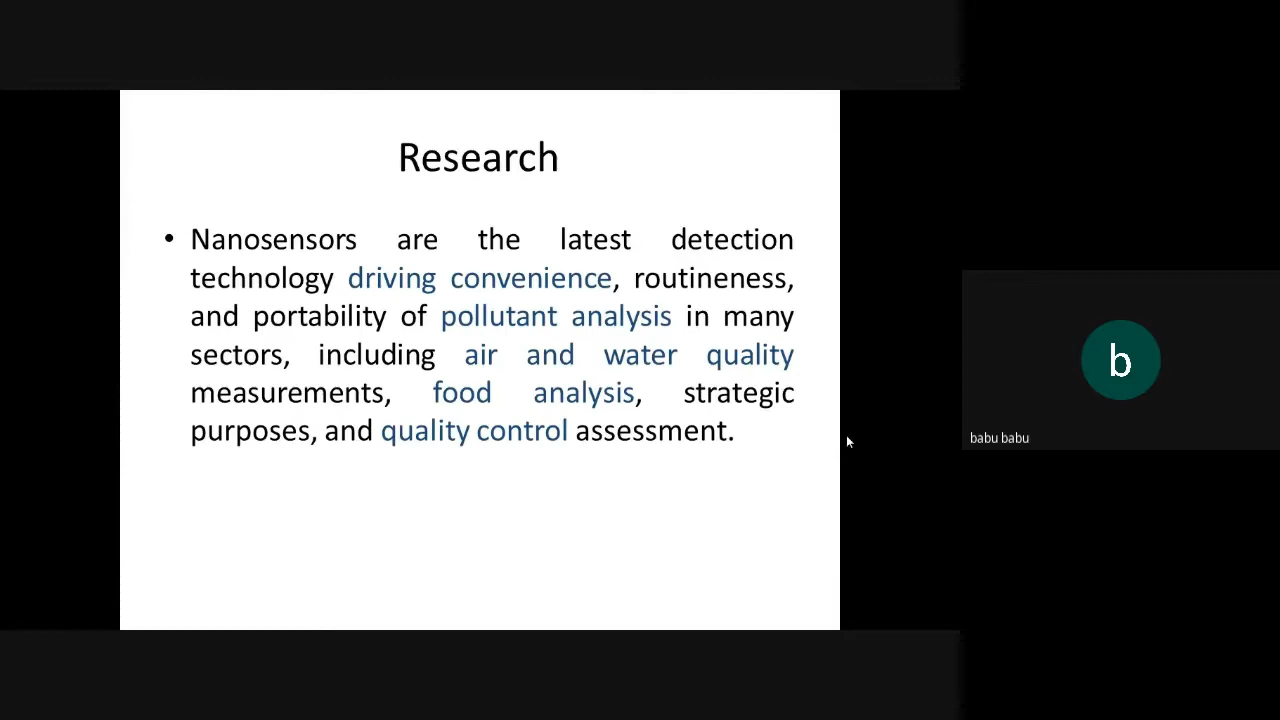 Research
• Nanosensors are the latest detection
technology driving convenience, routineness,
and portability of pollutant analysis in many
sectors, including air and water quality
measurements, food analysis, strategic
purposes, and quality control assessment.
b
babu babu